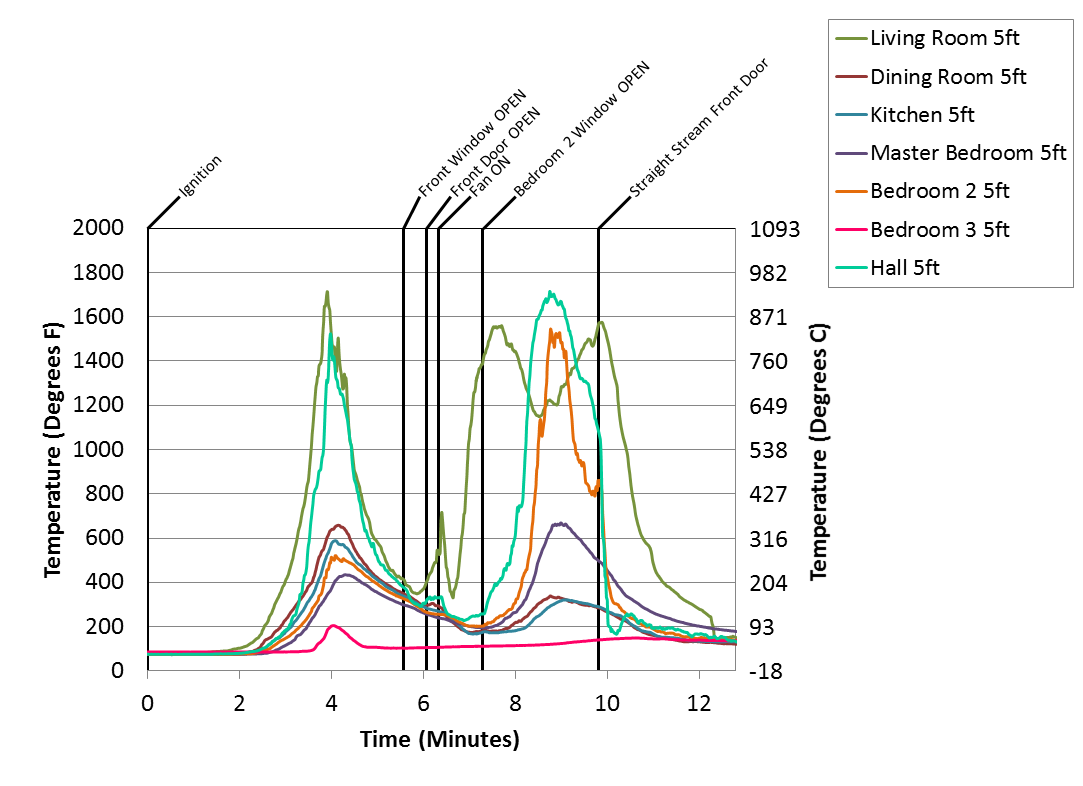 Living Room 5ft
Dining Room 5ft
Kitchen 5ft
Master Bedroom 5ft
Bedroom 2 5ft
Bedroom 3 5ft
Hall 5ft
Ignition
Front Window OPEN
Front Door OPEN
Fan ON
Bedroom 2 Window OPEN
Straight Stream Front Door
Temperature (Degrees F)
2000
1800
1600
1400
1200
1000
800
600
400
200
0
1093
982
871
760
649
538
427
316
204
93
-18
Temperature (Degrees C)
0 2 4 6 8 10 12
Time (Minutes)